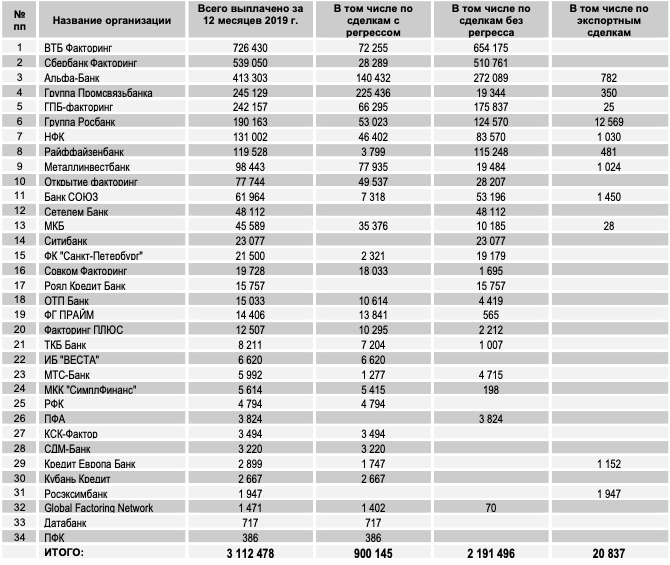 № пп Название организации Всего выплачено за 12 месяцев 2019 г. В том числе по сделкам с регрессом В том числе по сделкам без регресса В том числе по экспортным сделкам
1 ВТБ Факторинг 726 430 72 255 654 175
2 Сбербанк Факторинг 539 050 28 289 510 761
3 Альфа-Банк 413 303 140 432 272 089 782
4 Группа Промсвязьбанка 245 129 225 436 19 344 350
5 ГПБ-факторинг 242 157 66 295 175 837 25
6 Группа Росбанк 190 163 53 023 124 570 12 569
7 НФК 131 002 46 402 83 570 1 030
8 Райффайзенбанк 119 528 3 799 115 248 481
9 Металлинвестбанк 98 443 77 935 19 484 1 024
10 Открытие факторинг 77 744 49 537 28 207
11 Банк СОЮЗ 61 964 7 318 53 196 1 450
12 Сетелем Банк 48 112 48 112
13 МКБ 45 589 35 376 10 185 28
14 Ситибанк 23 077 23 077
15 ФК "Санкт-Петербург" 21 500 2 321 19 179
16 Совком Факторинг 19 728 18 033 1 695
17 Роял Кредит Банк 15 757 15 757
18 ОТП Банк 15 033 10 614 4 419
19 ФГ ПРАЙМ 14 406 13 841 565
20 Факторинг ПЛЮС 12 507 10 295 2 212
21 ТКБ Банк 8 211 7 204 1 007
22 ИБ "ВЕСТА" 6 620 6 620
23 МТС-Банк 5 992 1 277 4 715
24 МКК "СимплФинанс" 5 614 5 415 198
25 РФК 4 794 4 794
26 ПФА 3 824 3 824
27 КСК-Фактор 3 494 3 494
28 СДМ-Банк 3 220 3 220
29 Кредит Европа Банк 2 899 1 747 1 152
30 Кубань Кредит 2 667 2 667
31 Росэксимбанк 1 947 1 947
32 Global Factoring Network 1 471 1 402 70
33 Датабанк 717 717
34 ПФК 386 386
ИТОГО: 3 112 478 900 145 2 191 496 20 837